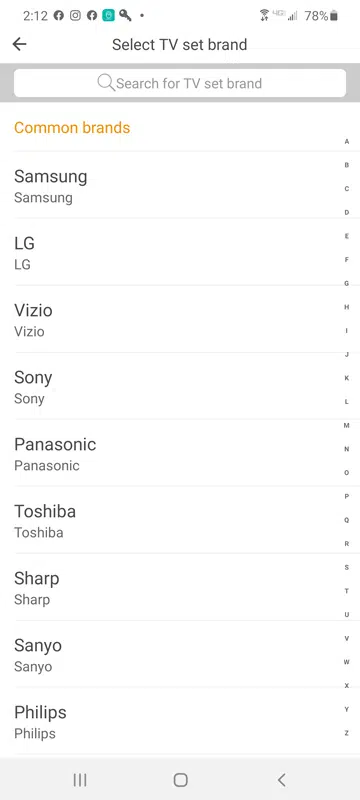 2:12
78%
Select TV set brand
Search for TV set brand
Common brands
Samsung
Samsung
LG
LG
Vizio
Vizio
Sony
Sony
Panasonic
Panasonic
Toshiba
Toshiba
Sharp
Sharp
Sanyo
Sanyo
Philips
Philips
A
B
C
D
E
F
G
H
I
J
K
L
M
N
O
P
Q
R
S
T
U
V
W
X
Y
Z